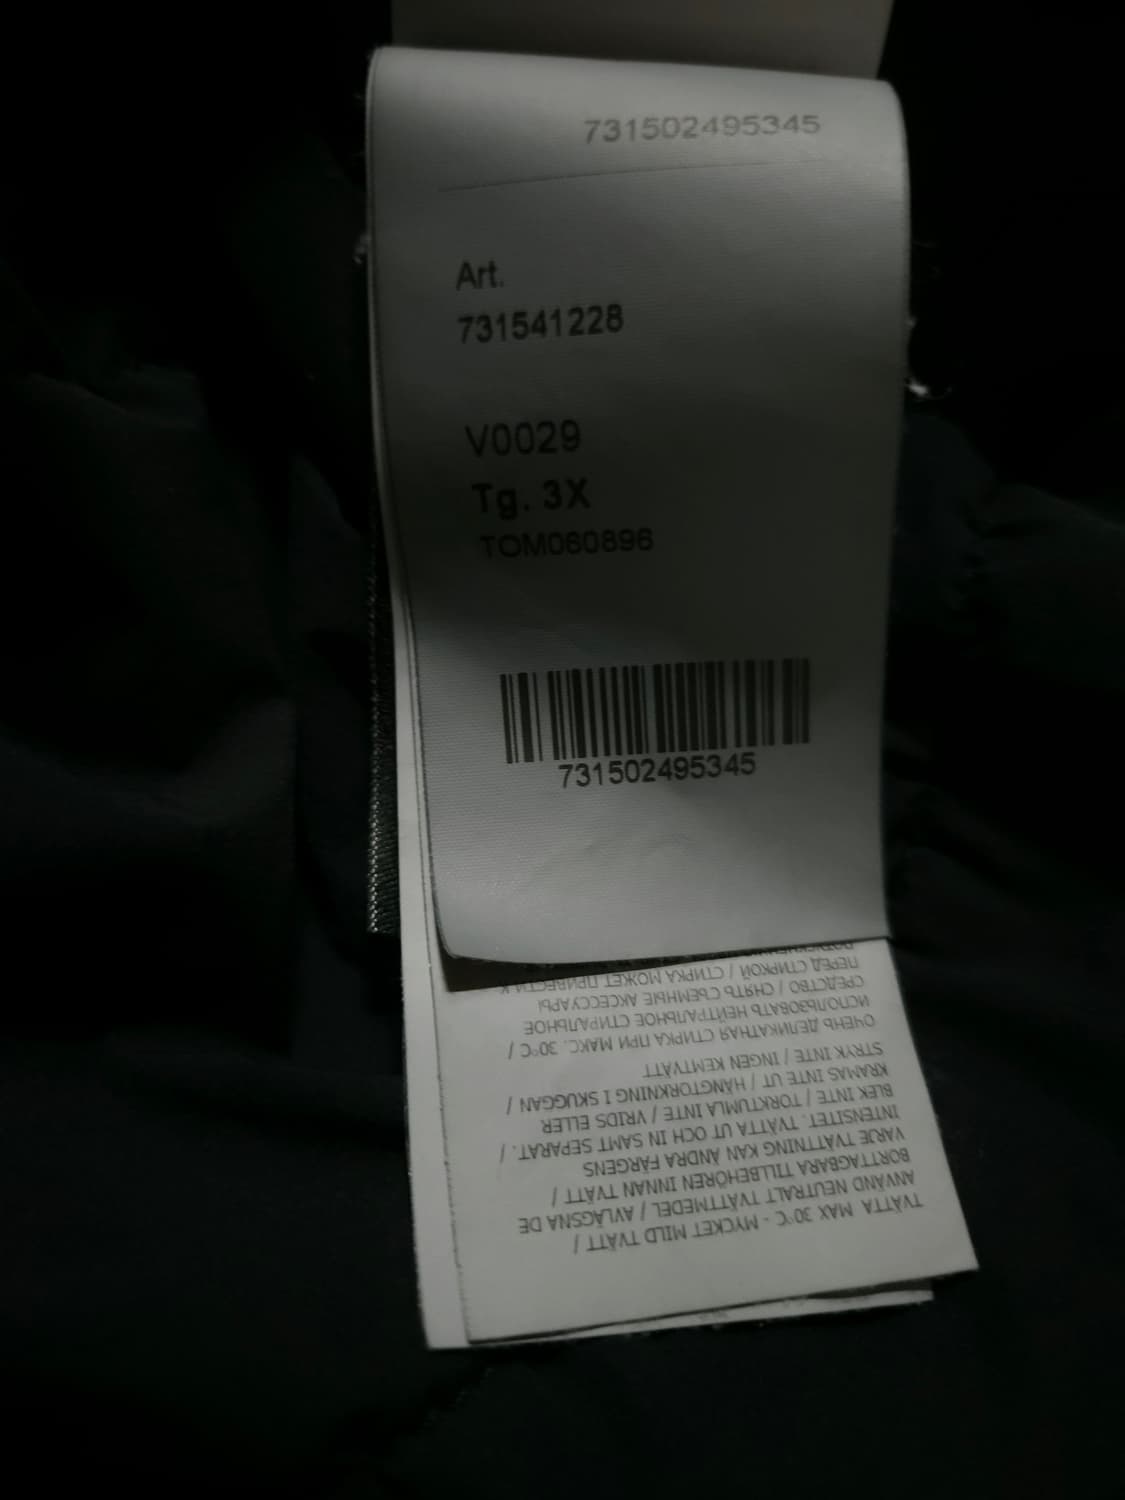 731502495345
Art.
731541228
V0029
Tg. 3X
TOM060896
731502495345
TVÄTTA MAX 30°C - MYCKET MILD TVÄTT /
ANVÄND NEUTRALT TVÄTTMEDEL / AVLÄGSNA DE
BORTTAGBARA TILLBEHÖREN INNAN TVÄTT /
VARJE TVÄTTNING KAN ÄNDRA FÄRGENS
INTENSITET. TVÄTTA UT OCH IN SAMT SEPARAT. /
BLEK INTE / TORKTUMLA INTE / VRIDS ELLER
KRAMAS INTE UT / HÄNGTORKNING I SKUGGAN /
STRYK INTE / INGEN KEMTVÄTT
ОЧЕНЬ ДЕЛИКАТНАЯ СТИРКА ПРИ МАКС. 30°C /
ИСПОЛЬЗОВАТЬ НЕЙТРАЛЬНОЕ СТИРАЛЬНОЕ
СРЕДСТВО / СНЯТЬ СЪЕМНЫЕ АКСЕССУАРЫ
ПЕРЕД СТИРКОЙ / СТИРКА МОЖЕТ ПРИВЕСТИ К